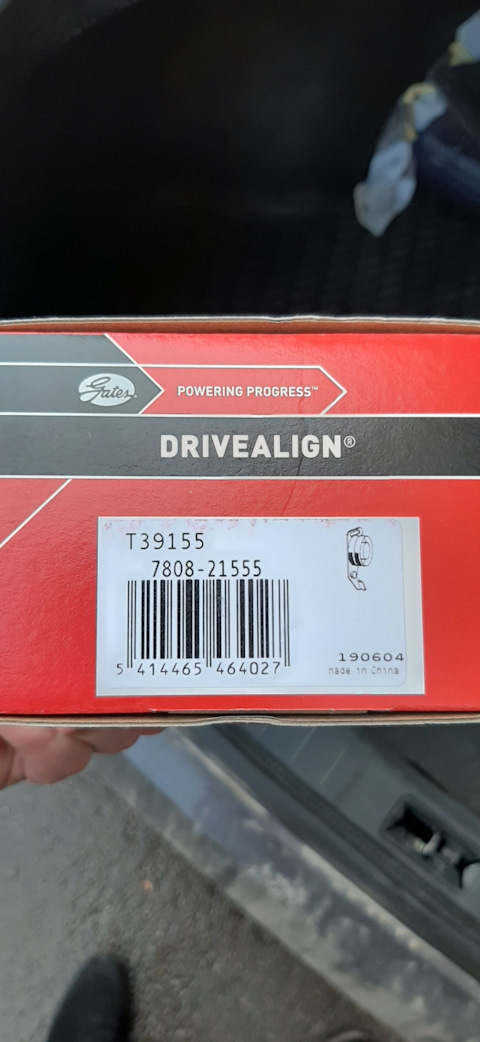 Gates
POWERING PROGRESS™
DRIVEALIGN®
T39155
7808-21555
5 414465 464027
190604
Made in China